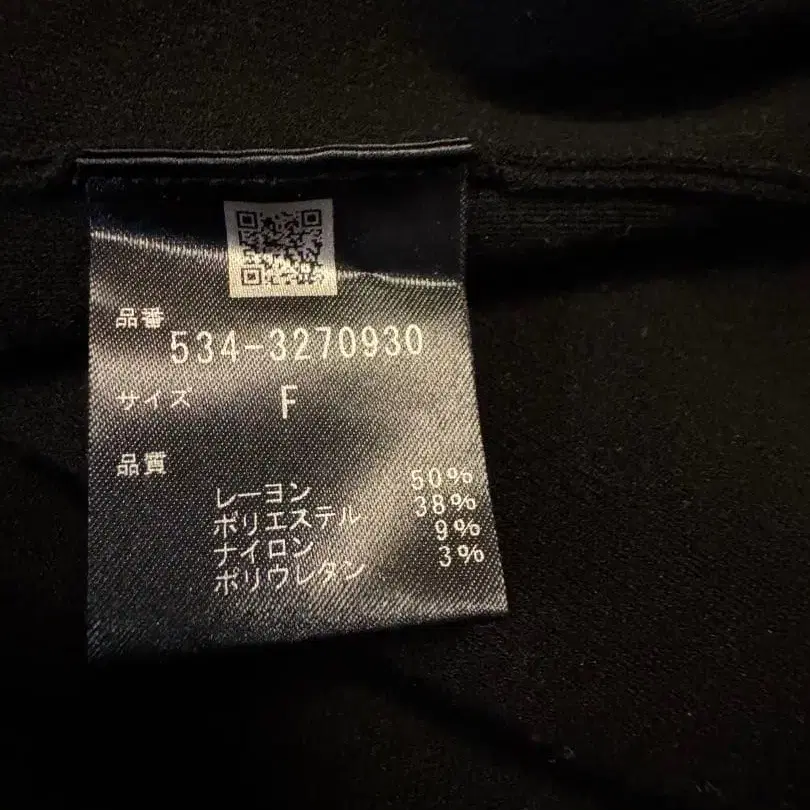 品番
534-3270930
サイズ F
品質
レーヨン 50%
ポリエステル 38%
ナイロン 9%
ポリウレタン 3%